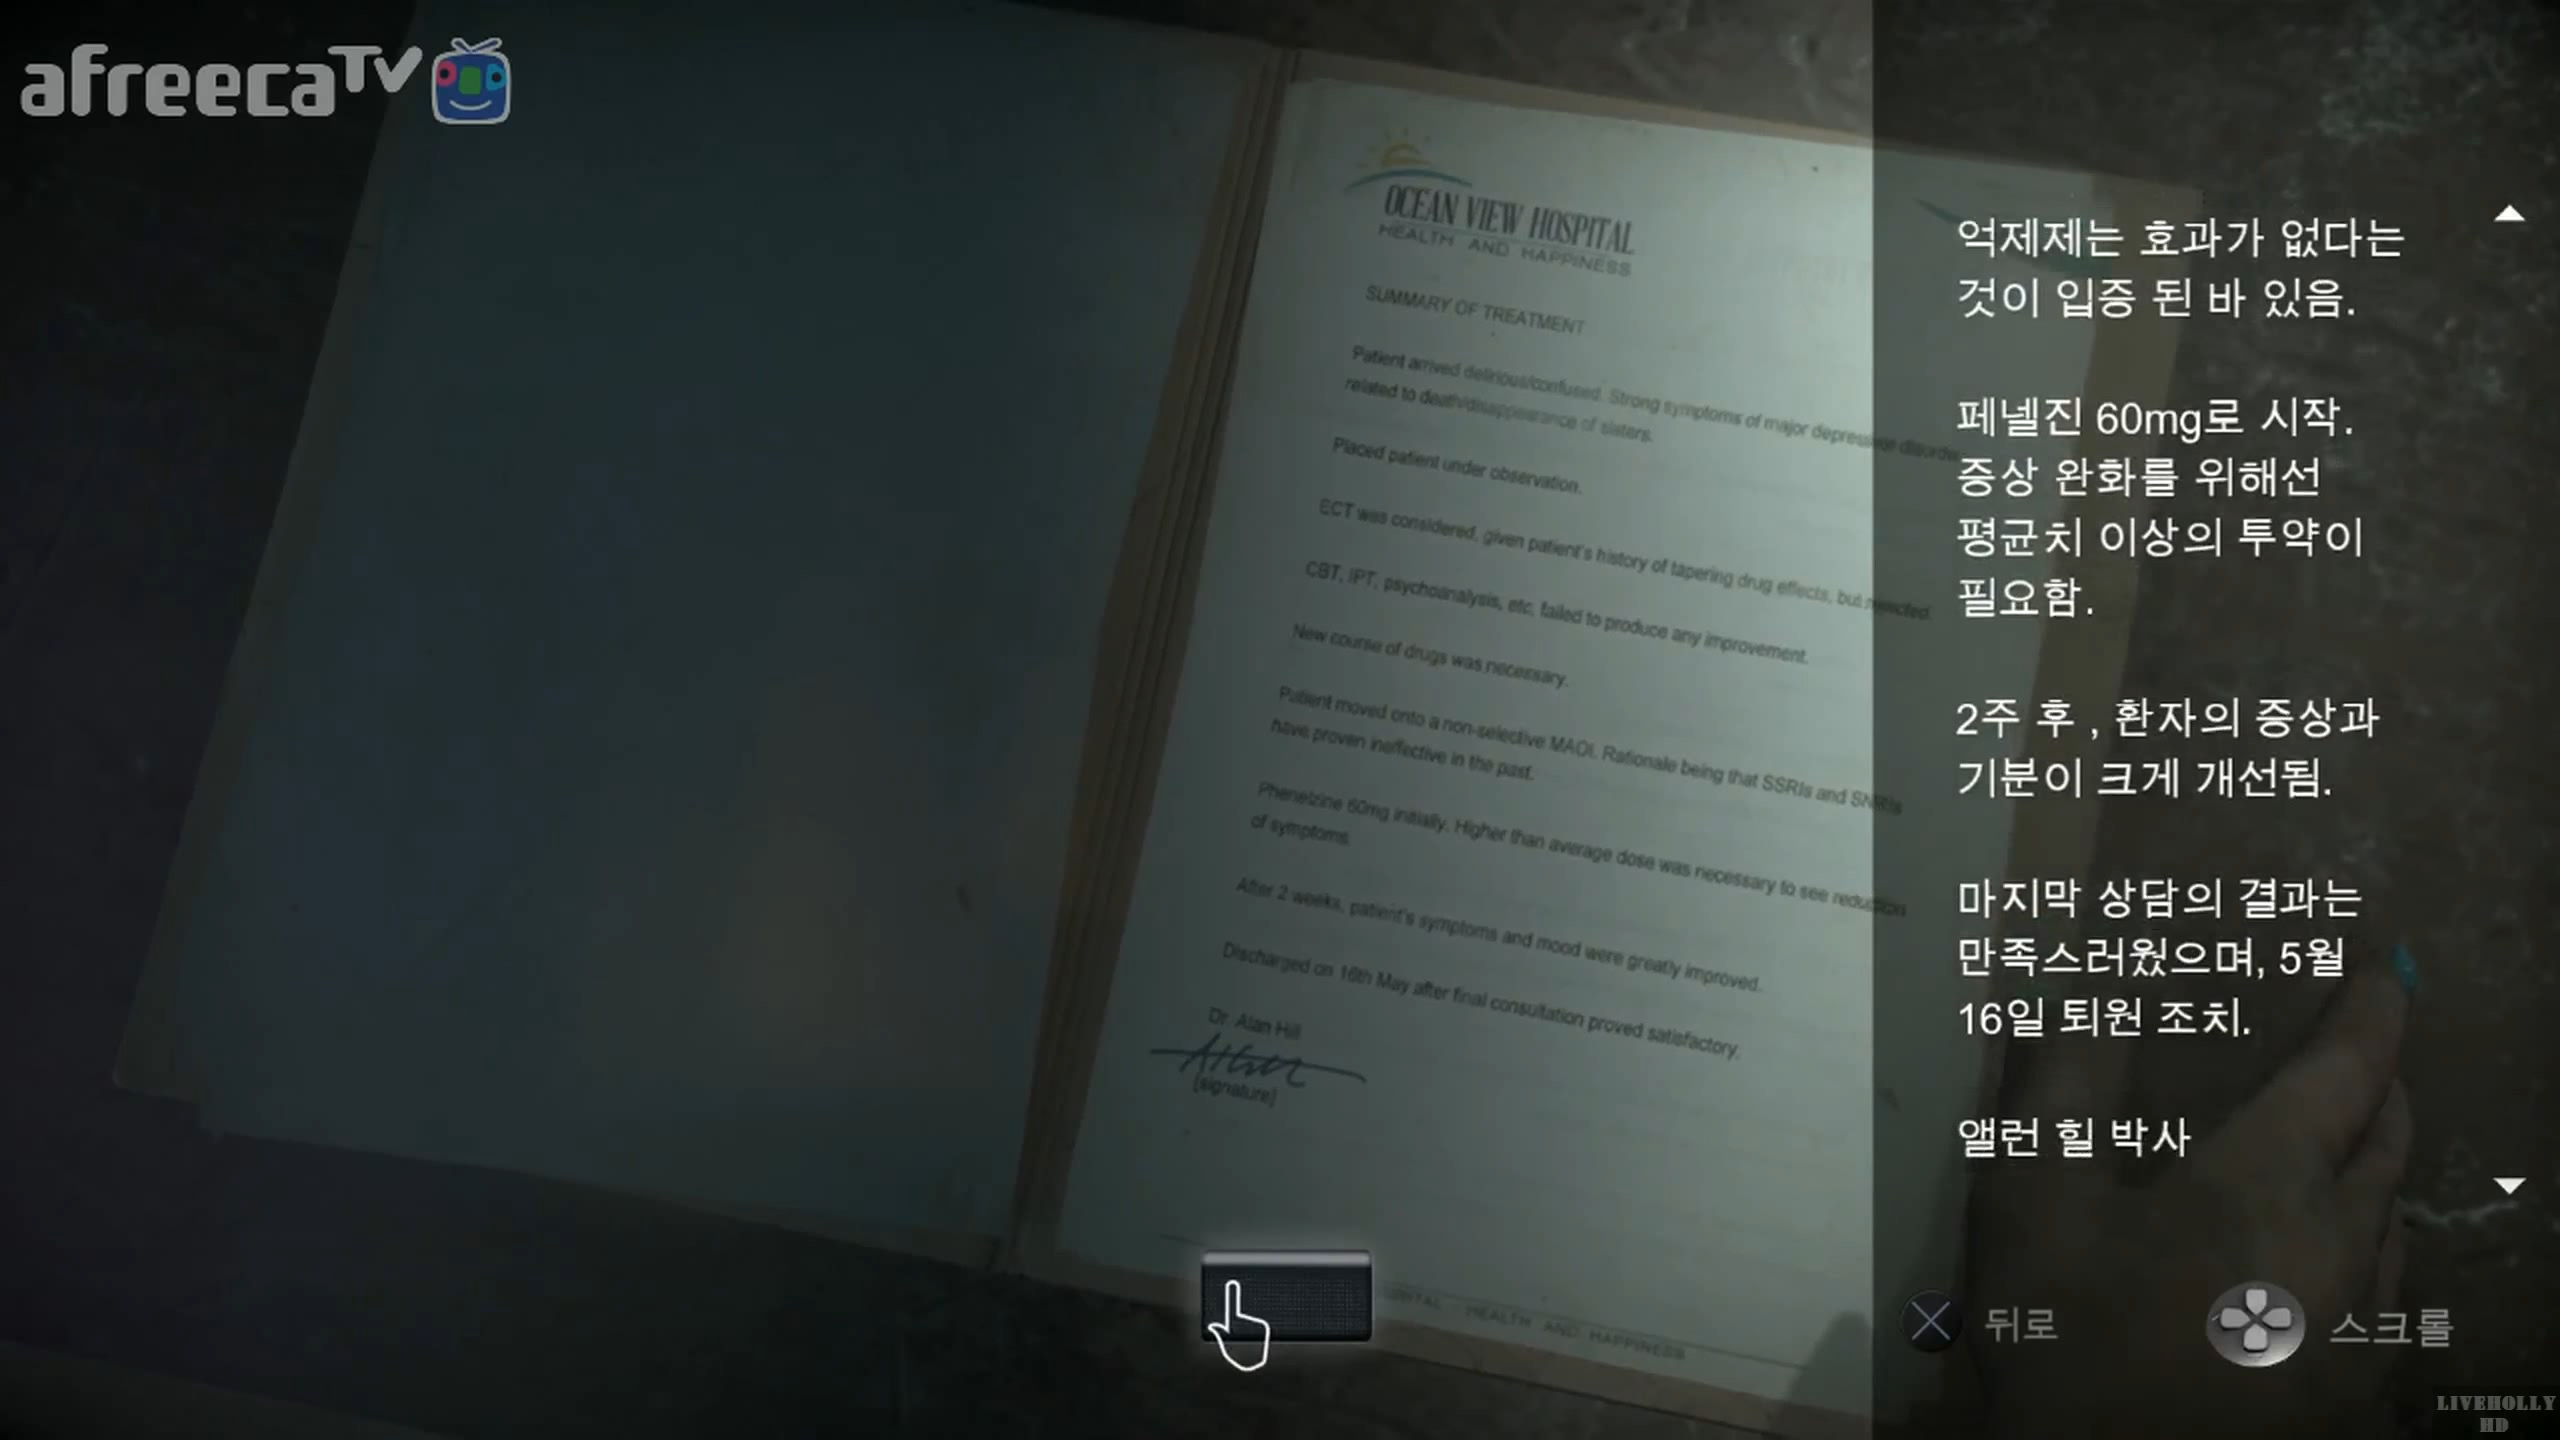 afreecaTV
OCEAN VIEW HOSPITAL
HEALTH AND HAPPINESS
SUMMARY OF TREATMENT
Patient arrived delirious/confused. Strong symptoms of major depressive disorder
related to death/disappearance of sisters.
Placed patient under observation.
ECT was considered, given patient's history of tapering drug effects, but rejected.
CBT, IPT, psychoanalysis, etc, failed to produce any improvement.
New course of drugs was necessary.
Patient moved onto a non-selective MAOI. Rationale being that SSRIs and SNRIs
have proven ineffective in the past.
Phenelzine 60mg initially. Higher than average dose was necessary to see reduction
of symptoms.
After 2 weeks, patient's symptoms and mood were greatly improved.
Discharged on 16th May after final consultation proved satisfactory.
Dr. Alan Hill
[signature]
HEALTH AND HAPPINESS
억제제는 효과가 없다는
것이 입증 된 바 있음.
페넬진 60mg로 시작.
증상 완화를 위해선
평균치 이상의 투약이
필요함.
2주 후 , 환자의 증상과
기분이 크게 개선됨.
마지막 상담의 결과는
만족스러웠으며, 5월
16일 퇴원 조치.
앨런 힐 박사
뒤로
스크롤
LIVEHOLLY
HD